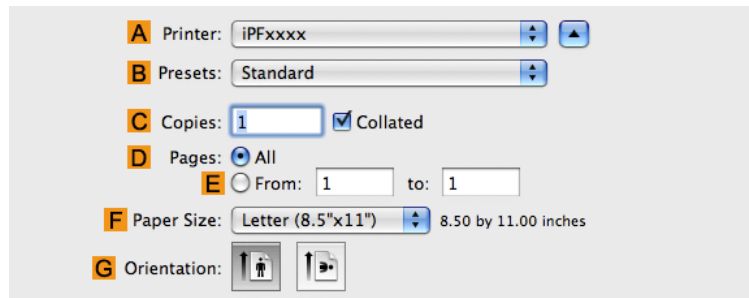 A Printer: iPFxxxx
B Presets: Standard
C Copies: 1 Collated
D Pages: All
E From: 1 to: 1
F Paper Size: Letter (8.5"x11") 8.50 by 11.00 inches
G Orientation: